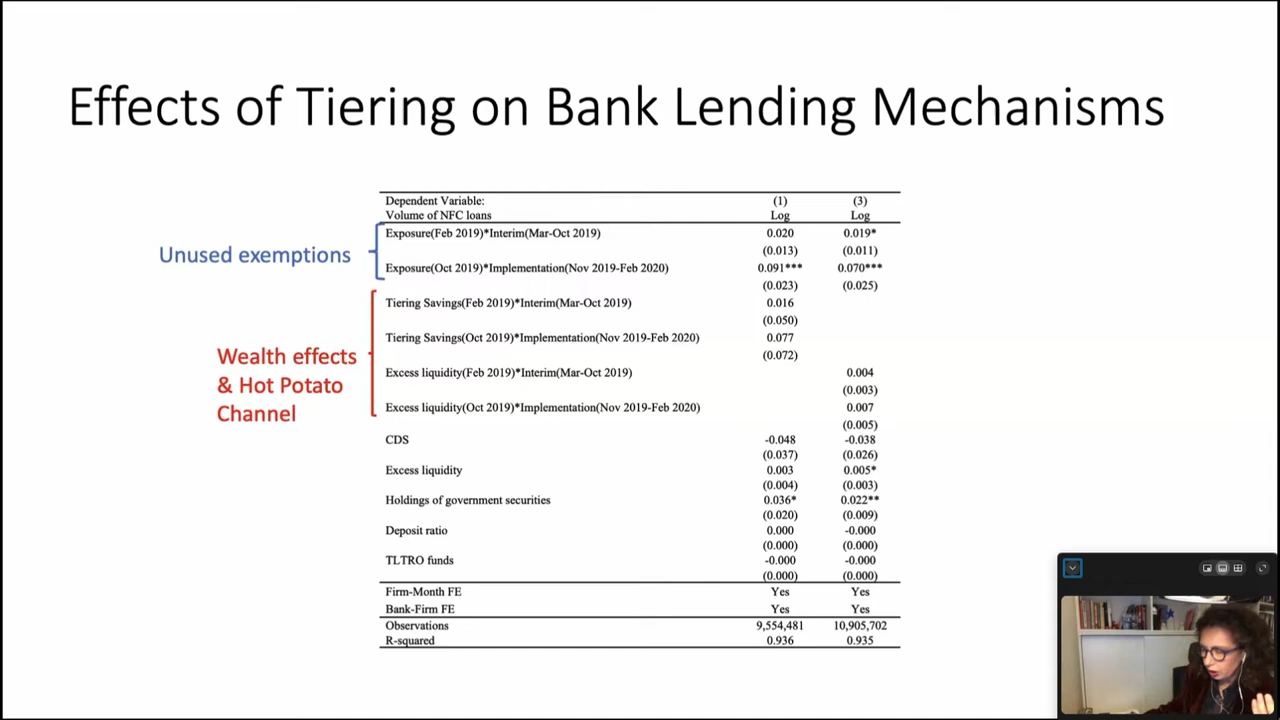 Effects of Tiering on Bank Lending Mechanisms
Dependent Variable: (1) (3)
Volume of NFC loans Log Log
Unused exemptions
Exposure(Feb 2019)*Interim(Mar-Oct 2019) 0.020 0.019*
(0.013) (0.011)
Exposure(Oct 2019)*Implementation(Nov 2019-Feb 2020) 0.091*** 0.070***
(0.023) (0.025)
Wealth effects
& Hot Potato
Channel
Tiering Savings(Feb 2019)*Interim(Mar-Oct 2019) 0.016
(0.050)
Tiering Savings(Oct 2019)*Implementation(Nov 2019-Feb 2020) 0.077
(0.072)
Excess liquidity(Feb 2019)*Interim(Mar-Oct 2019) 0.004
(0.003)
Excess liquidity(Oct 2019)*Implementation(Nov 2019-Feb 2020) 0.007
(0.005)
CDS -0.048 -0.038
(0.037) (0.026)
Excess liquidity 0.003 0.005*
(0.004) (0.003)
Holdings of government securities 0.036* 0.022**
(0.020) (0.009)
Deposit ratio 0.000 -0.000
(0.000) (0.000)
TLTRO funds -0.000 -0.000
(0.000) (0.000)
Firm-Month FE Yes Yes
Bank-Firm FE Yes Yes
Observations 9,554,481 10,905,702
R-squared 0.936 0.935